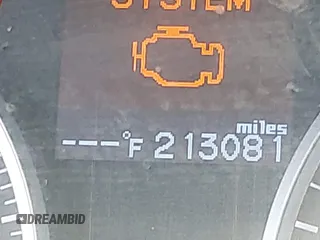 SYSTEM
miles
---°F 213081
DREAMBID